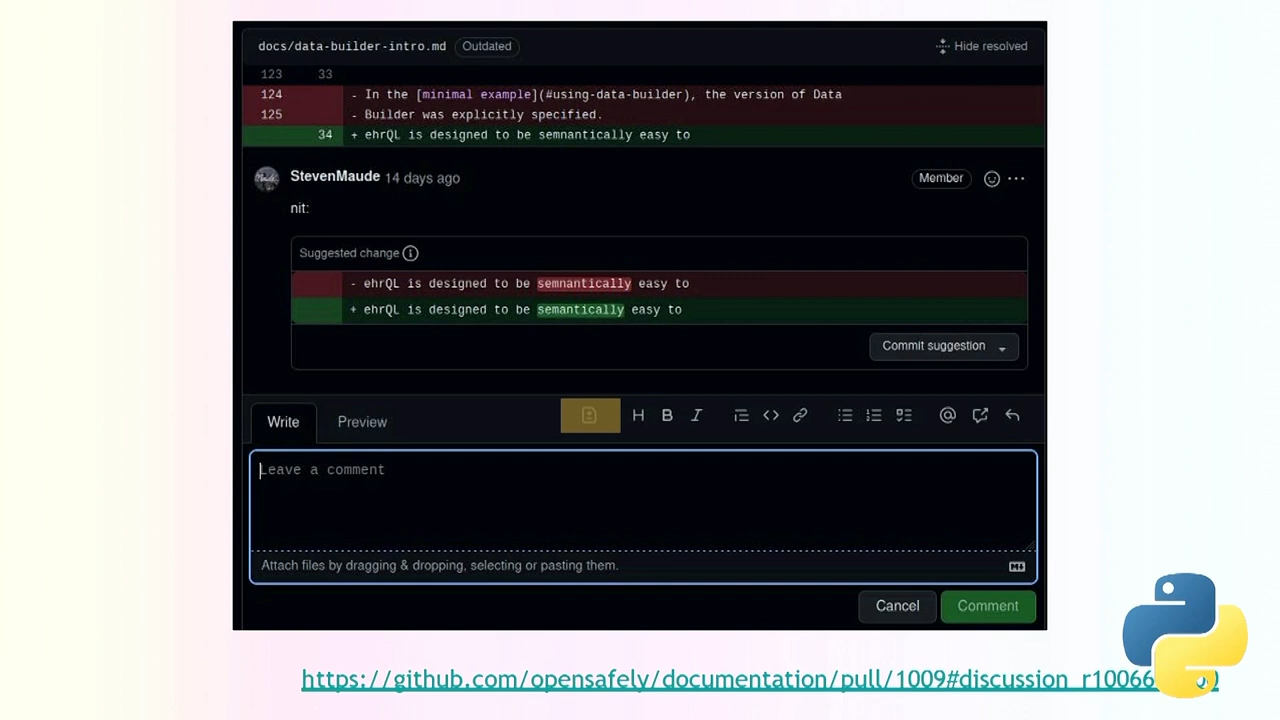 docs/data-builder-intro.md Outdated Hide resolved
123 33
124 - In the [minimal example](#using-data-builder), the version of Data
125 - Builder was explicitly specified.
34 + ehrQL is designed to be semnantically easy to
StevenMaude 14 days ago Member
nit:
Suggested change
- ehrQL is designed to be semnantically easy to
+ ehrQL is designed to be semantically easy to
Commit suggestion
Write Preview H B I
Leave a comment
Attach files by dragging & dropping, selecting or pasting them.
Cancel Comment
https://github.com/opensafely/documentation/pull/1009#discussion_r10066